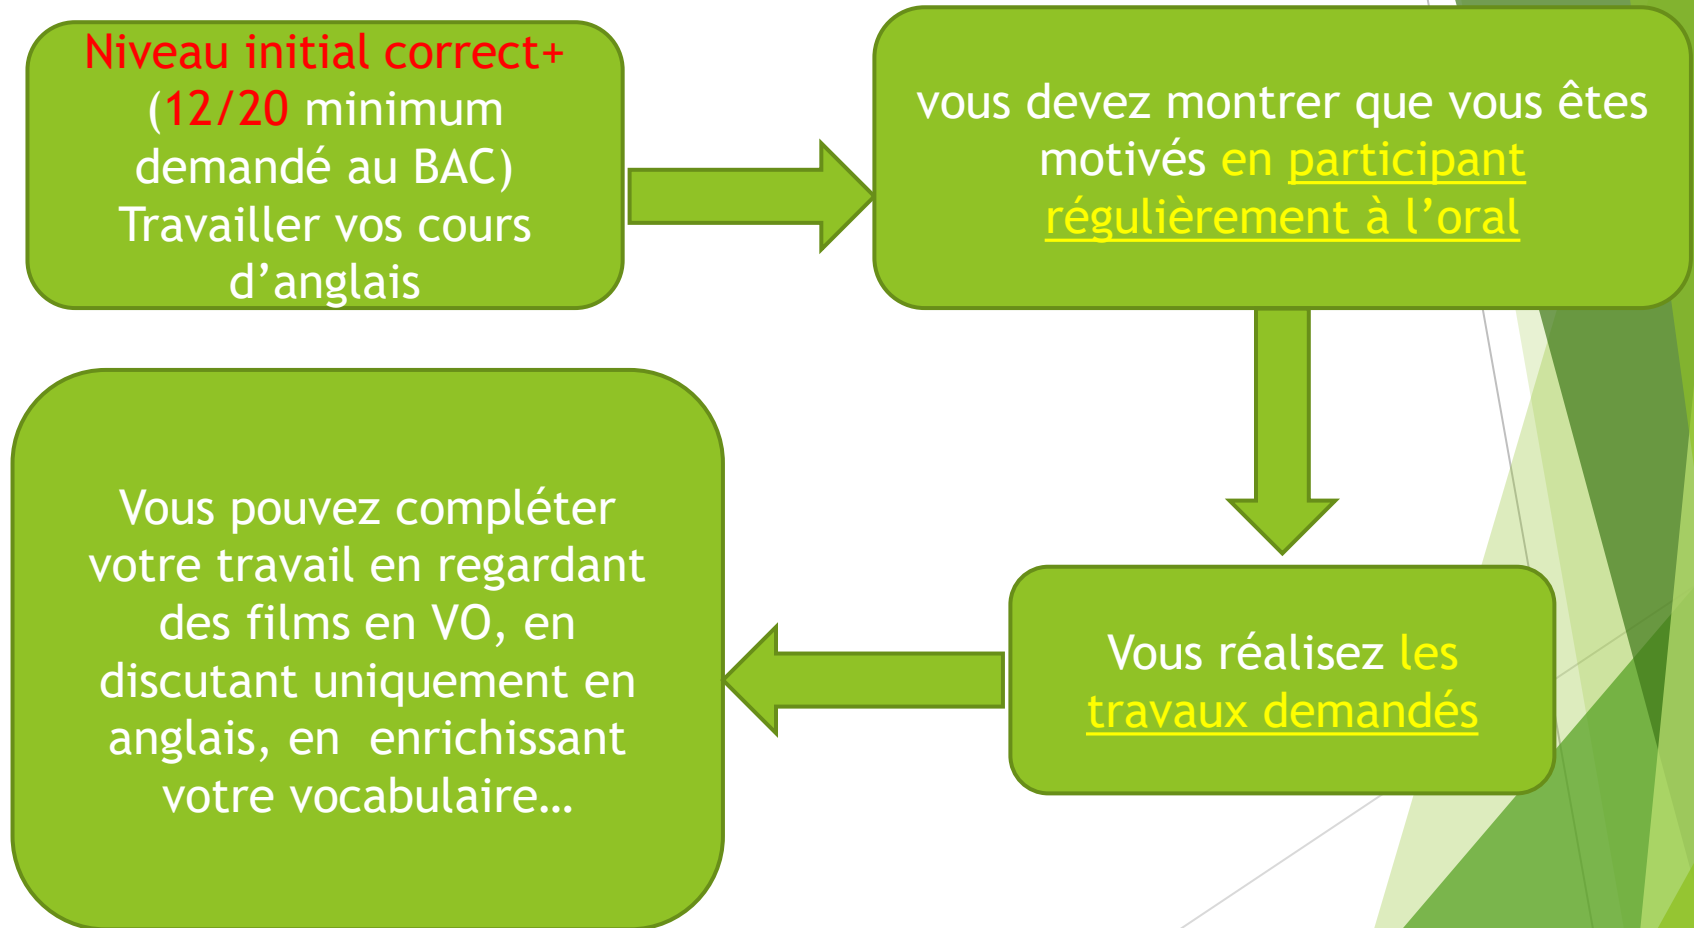 Niveau initial correct+
(12/20 minimum
demandé au BAC)
Travailler vos cours
d’anglais
vous devez montrer que vous êtes
motivés en participant
régulièrement à l’oral
Vous réalisez les
travaux demandés
Vous pouvez compléter
votre travail en regardant
des films en VO, en
discutant uniquement en
anglais, en  enrichissant
votre vocabulaire…